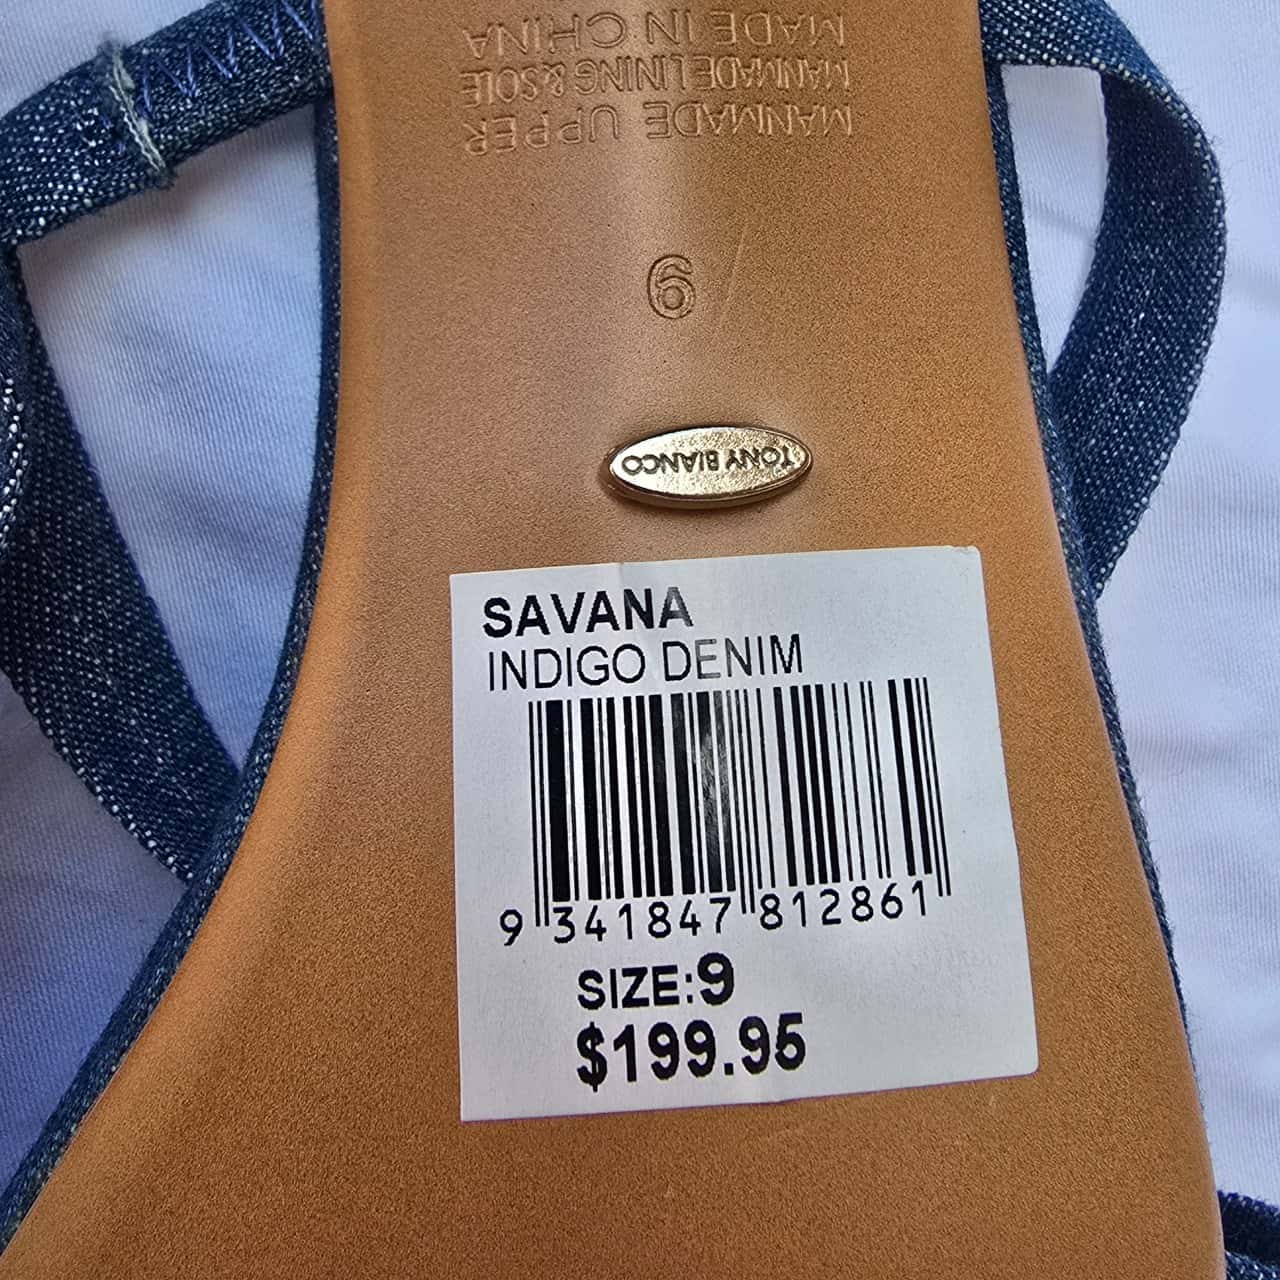 MANMADE UPPER
MANMADE LINING & SOLE
MADE IN CHINA
9
TONY BIANCO
SAVANA
INDIGO DENIM
9 341847 812861
SIZE:9
$199.95